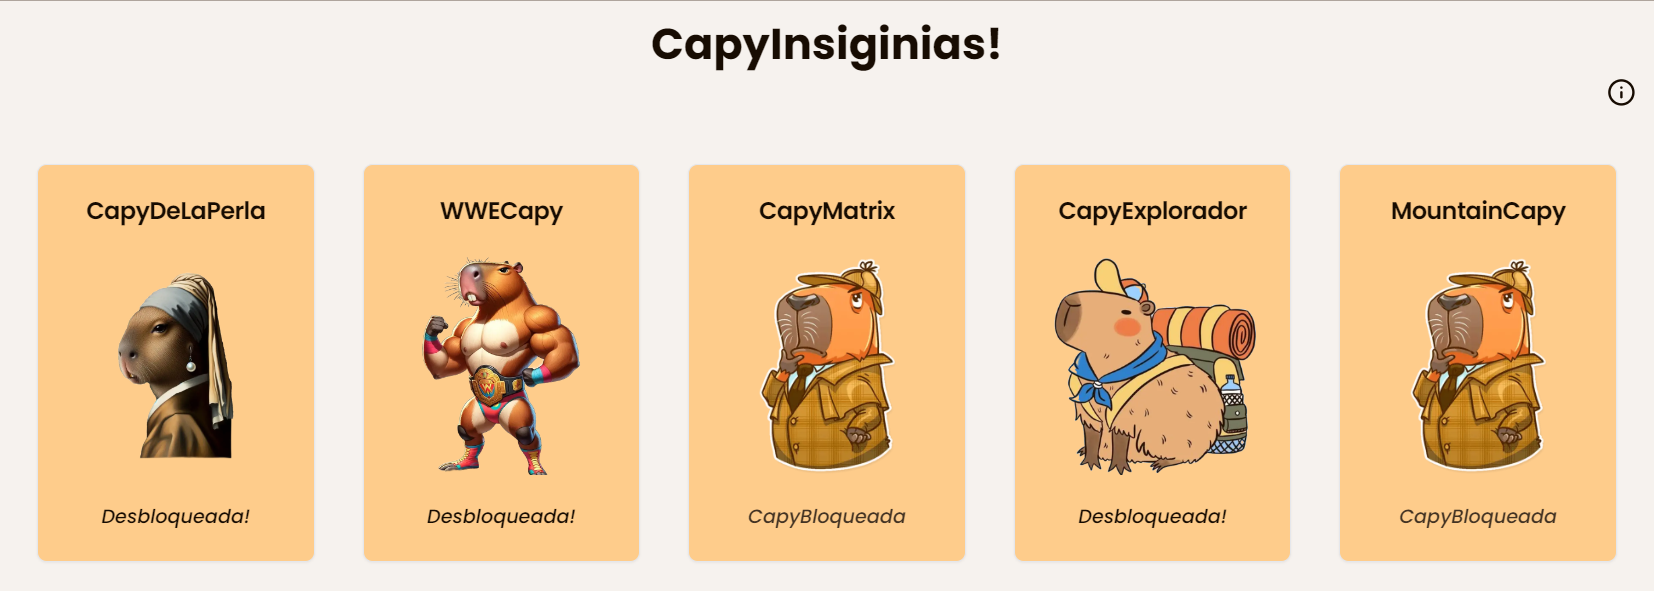 CapyInsiginias!
CapyDeLaPerla
WWECapy
CapyMatrix
CapyExplorador
MountainCapy
W
Desbloqueada!
Desbloqueada!
CapyBloqueada
Desbloqueada!
CapyBloqueada